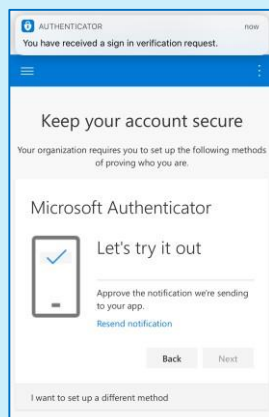 AUTHENTICATOR now
You have received a sign in verification request.
Keep your account secure
Your organization requires you to set up the following methods
of proving who you are.
Microsoft Authenticator
Let's try it out
Approve the notification we're sending
to your app.
Resend notification
Back Next
I want to set up a different method